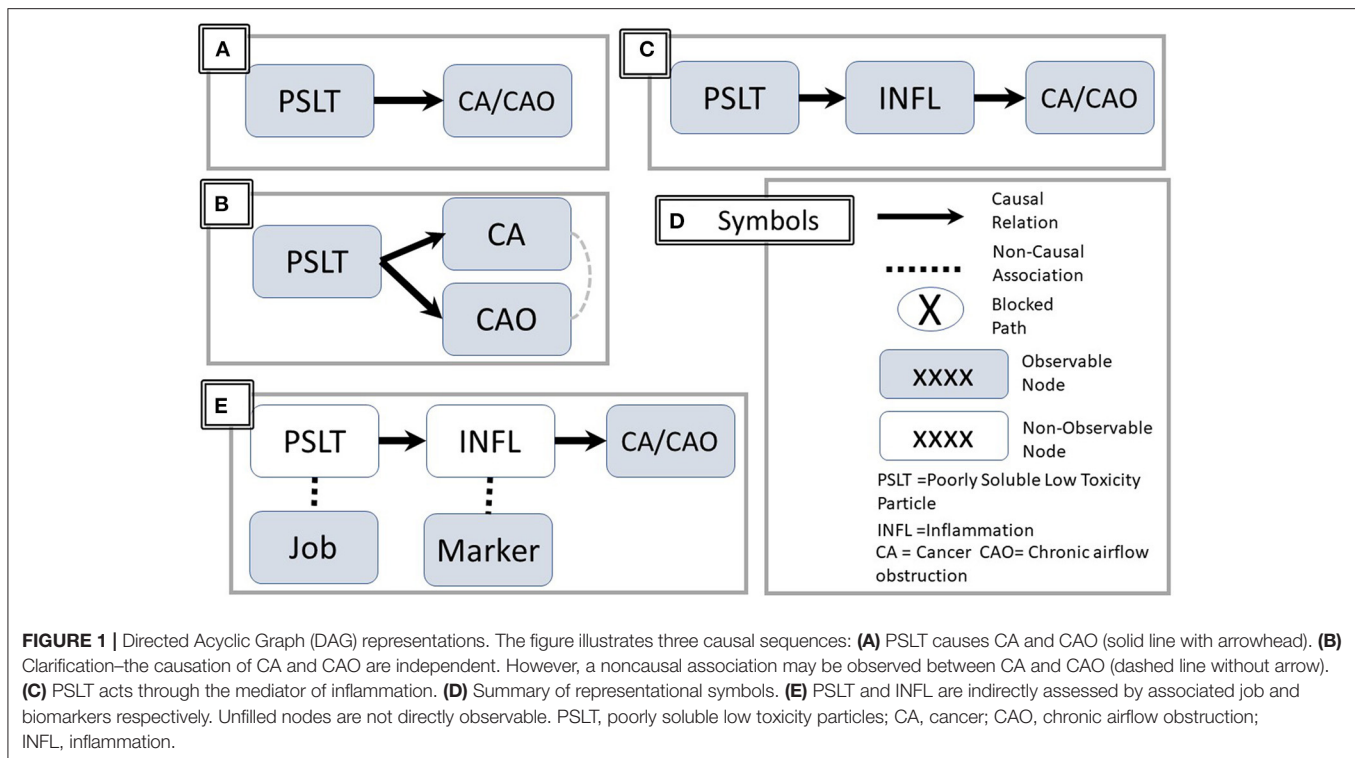 A
PSLT
CA/CAO
B
PSLT
CA
CAO
C
PSLT
INFL
CA/CAO
D Symbols
Causal
Relation
Non-Causal
Association
X
Blocked
Path
XXXX
Observable
Node
XXXX
Non-Observable
Node
PSLT =Poorly Soluble Low Toxicity
Particle
INFL =Inflammation
CA = Cancer CAO= Chronic airflow
obstruction
E
PSLT
INFL
CA/CAO
Job
Marker
FIGURE 1 | Directed Acyclic Graph (DAG) representations. The figure illustrates three causal sequences: (A) PSLT causes CA and CAO (solid line with arrowhead). (B)
Clarification–the causation of CA and CAO are independent. However, a noncausal association may be observed between CA and CAO (dashed line without arrow).
(C) PSLT acts through the mediator of inflammation. (D) Summary of representational symbols. (E) PSLT and INFL are indirectly assessed by associated job and
biomarkers respectively. Unfilled nodes are not directly observable. PSLT, poorly soluble low toxicity particles; CA, cancer; CAO, chronic airflow obstruction;
INFL, inflammation.